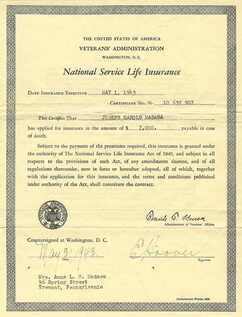 THE UNITED STATES OF AMERICA
VETERANS' ADMINISTRATION
WASHINGTON, D.C.
National Service Life Insurance
DATE INSURANCE EFFECTIVE MAY 1, 1943
CERTIFICATE No. N-
This Certifies That JOSEPH HAROLD
has applied for insurance in the amount of $ payable in case
of death.
Subject to the payment of the premiums required, this insurance is granted under
the authority of The National Service Life Insurance Act of 1940, and subject in all
respects to the provisions of such Act, of any amendments thereto, and of all
regulations thereunder, now in force or hereafter adopted, all of which, together
with the application for this insurance, and the terms and conditions published
under authority of the Act, shall constitute the contract.
Administrator of Veterans' Affairs.
Countersigned at Washington, D. C.
May 2, 1943
Mrs. Anna L.
Spring Street
Tremont, Pennsylvania